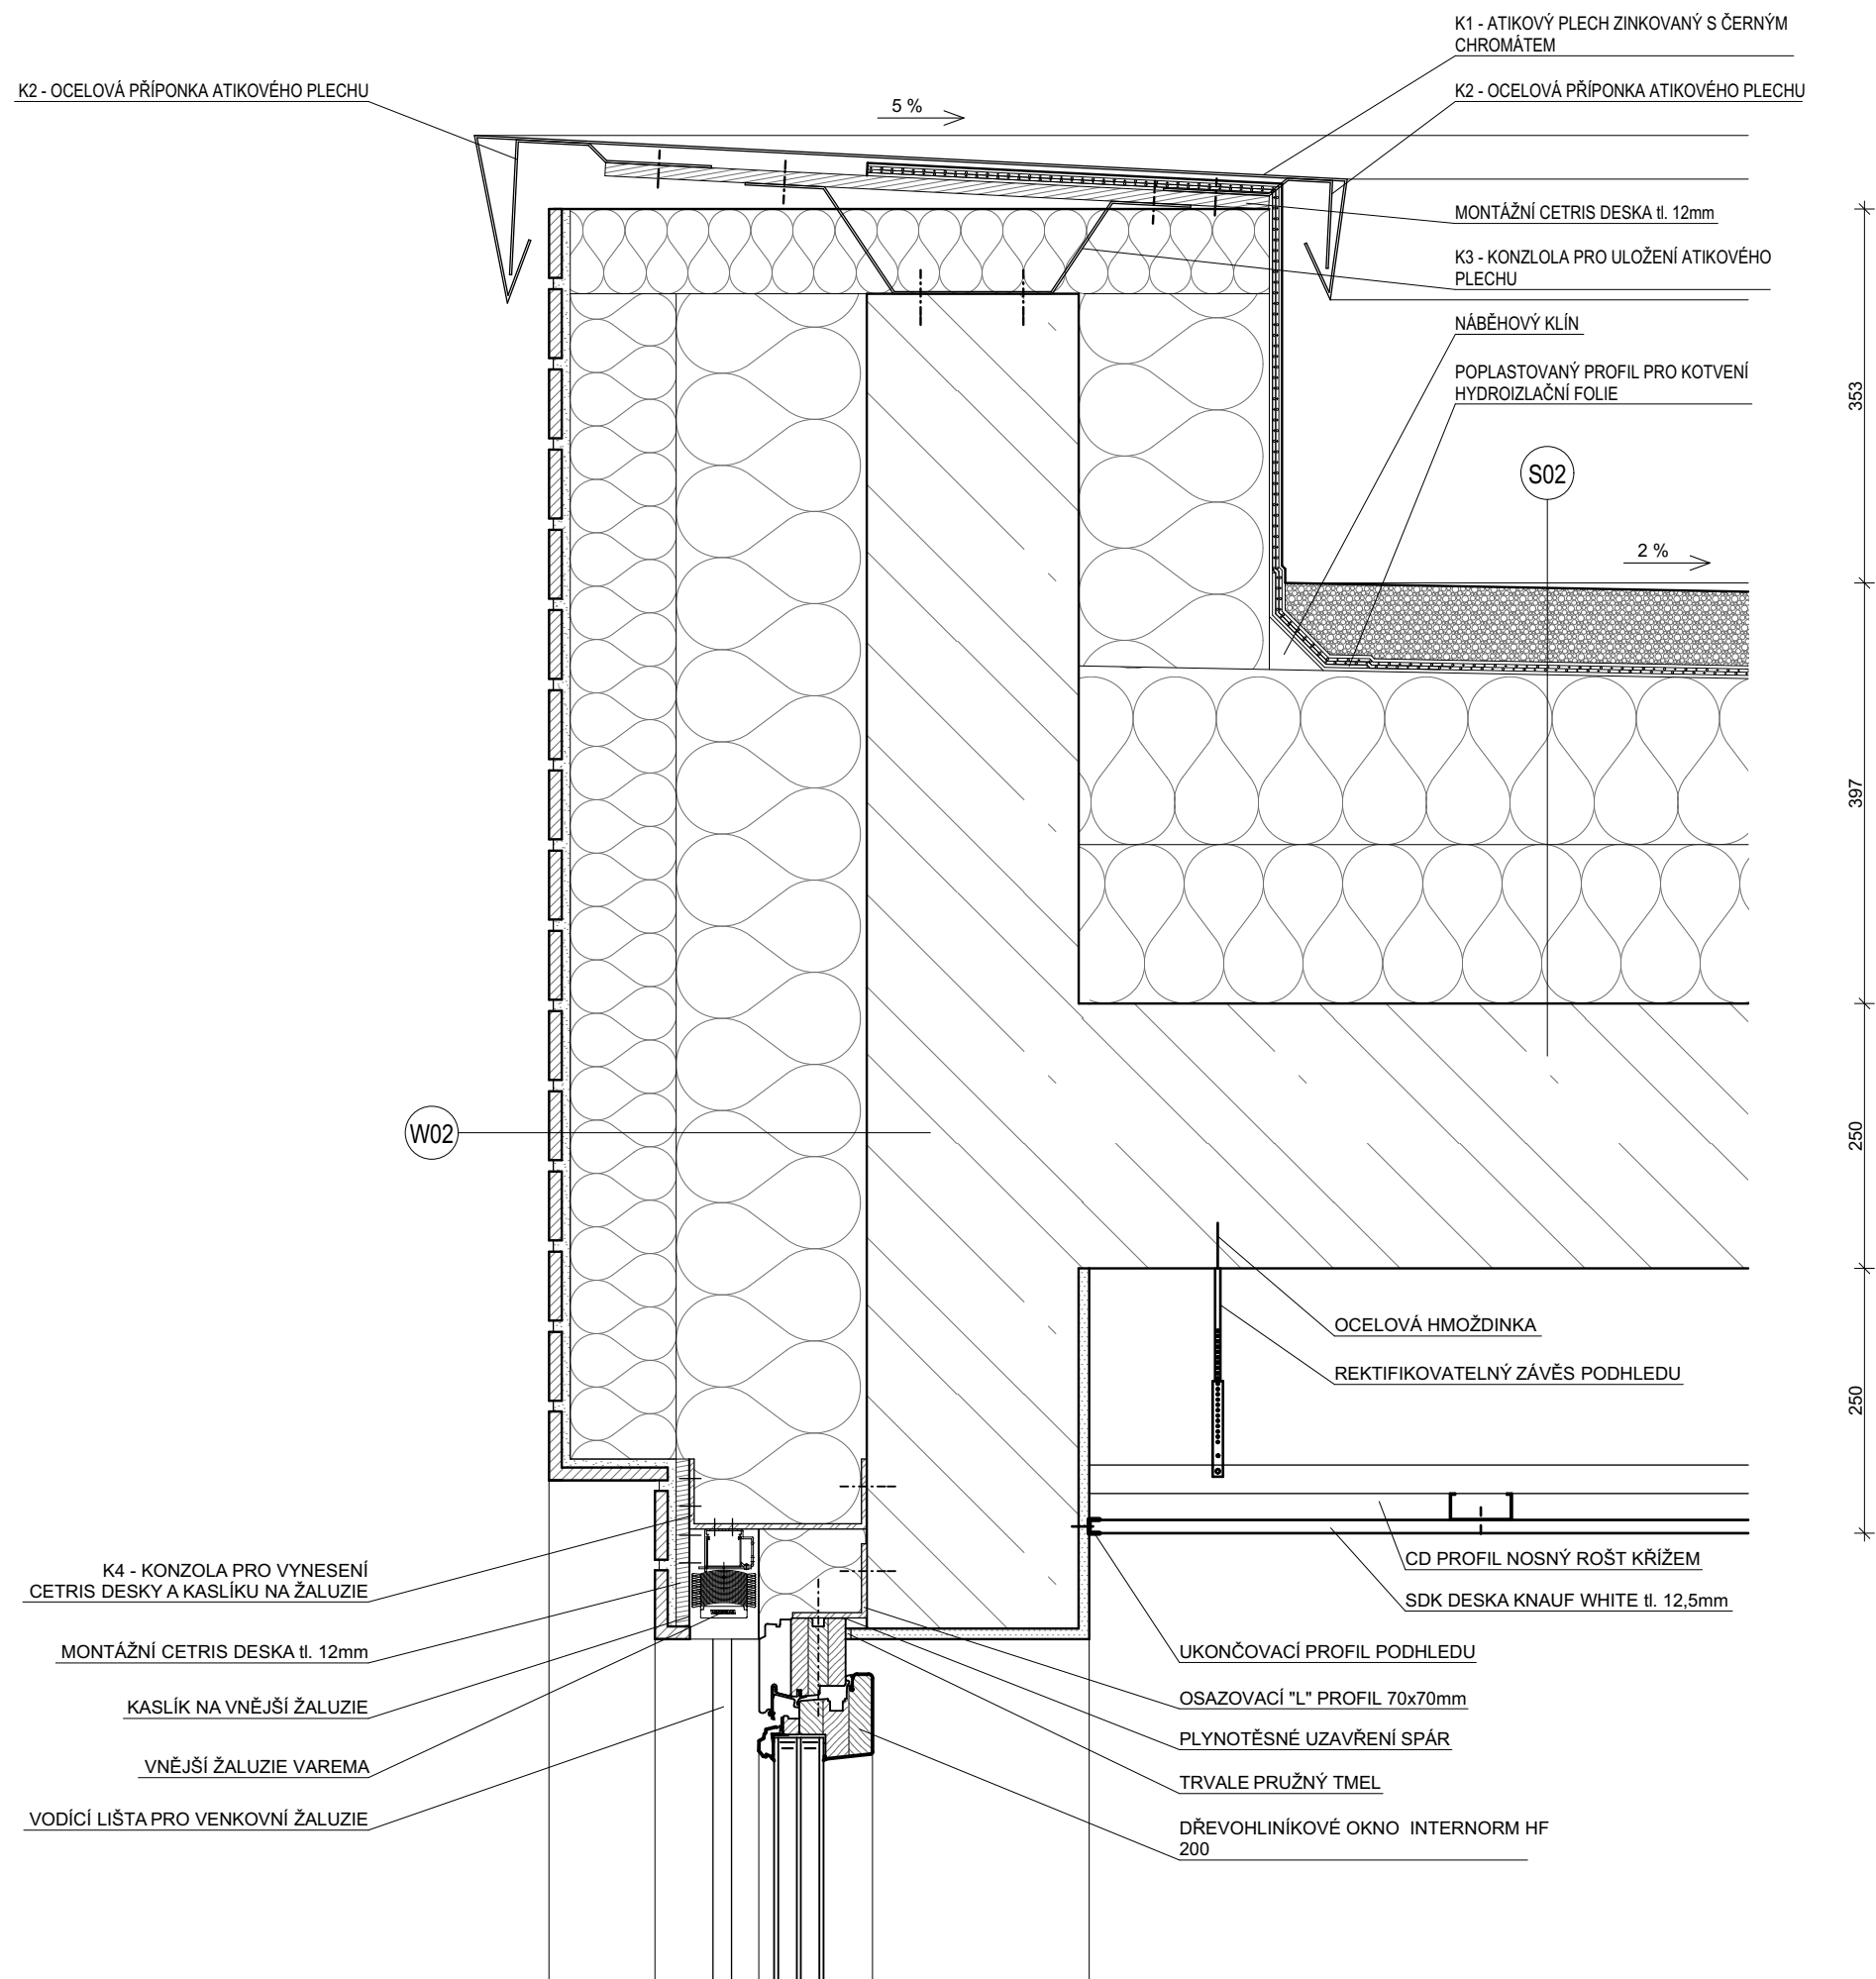 K1 - ATIKOVÝ PLECH ZINKOVANÝ S ČERNÝM
CHROMÁTEM
K2 - OCELOVÁ PŘÍPONKA ATIKOVÉHO PLECHU
K2 - OCELOVÁ PŘÍPONKA ATIKOVÉHO PLECHU
5 %
MONTÁŽNÍ CETRIS DESKA tl. 12mm
K3 - KONZLOLA PRO ULOŽENÍ ATIKOVÉHO
PLECHU
NÁBĚHOVÝ KLÍN
POPLASTOVANÝ PROFIL PRO KOTVENÍ
HYDROIZLAČNÍ FOLIE
353
S02
2 %
397
W02
250
OCELOVÁ HMOŽDINKA
REKTIFIKOVATELNÝ ZÁVĚS PODHLEDU
250
CD PROFIL NOSNÝ ROŠT KŘÍŽEM
SDK DESKA KNAUF WHITE tl. 12,5mm
K4 - KONZOLA PRO VYNESENÍ
CETRIS DESKY A KASLÍKU NA ŽALUZIE
MONTÁŽNÍ CETRIS DESKA tl. 12mm
KASLÍK NA VNĚJŠÍ ŽALUZIE
VNĚJŠÍ ŽALUZIE VAREMA
VODÍCÍ LIŠTA PRO VENKOVNÍ ŽALUZIE
UKONČOVACÍ PROFIL PODHLEDU
OSAZOVACÍ "L" PROFIL 70x70mm
PLYNOTĚSNÉ UZAVŘENÍ SPÁR
TRVALE PRUŽNÝ TMEL
DŘEVOHLINÍKOVÉ OKNO INTERNORM HF
200